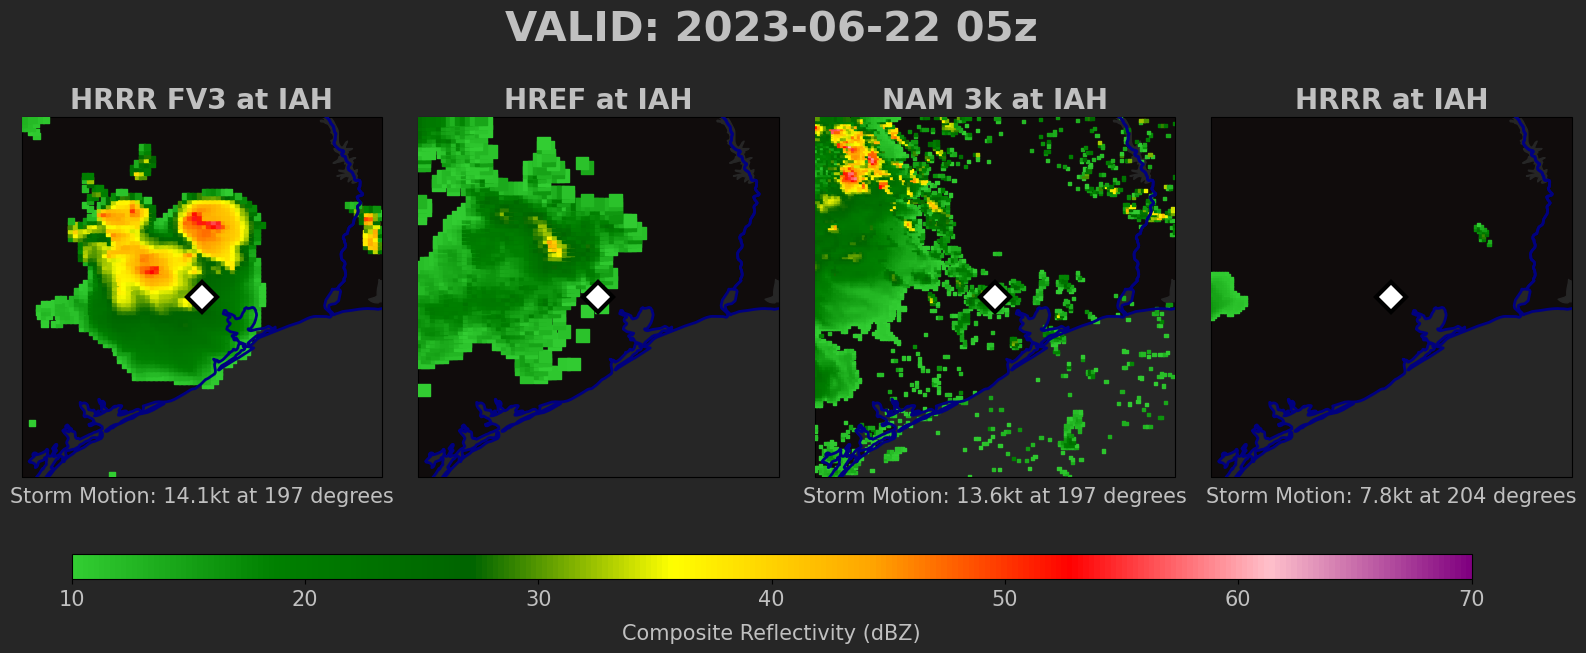 VALID: 2023-06-22 05z
HRRR FV3 at IAH
HREF at IAH
NAM 3k at IAH
HRRR at IAH
Storm Motion: 14.1kt at 197 degrees
Storm Motion: 13.6kt at 197 degrees
Storm Motion: 7.8kt at 204 degrees
10 20 30 40 50 60 70
Composite Reflectivity (dBZ)